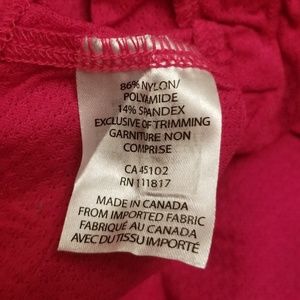 86% NYLON/
POLYAMIDE
14% SPANDEX
EXCLUSIVE OF TRIMMING
GARNITURE NON
COMPRISE
CA 45102
RN 111817
MADE IN CANADA
FROM IMPORTED FABRIC
FABRIQUÉ AU CANADA
AVEC DU TISSU IMPORTÉ